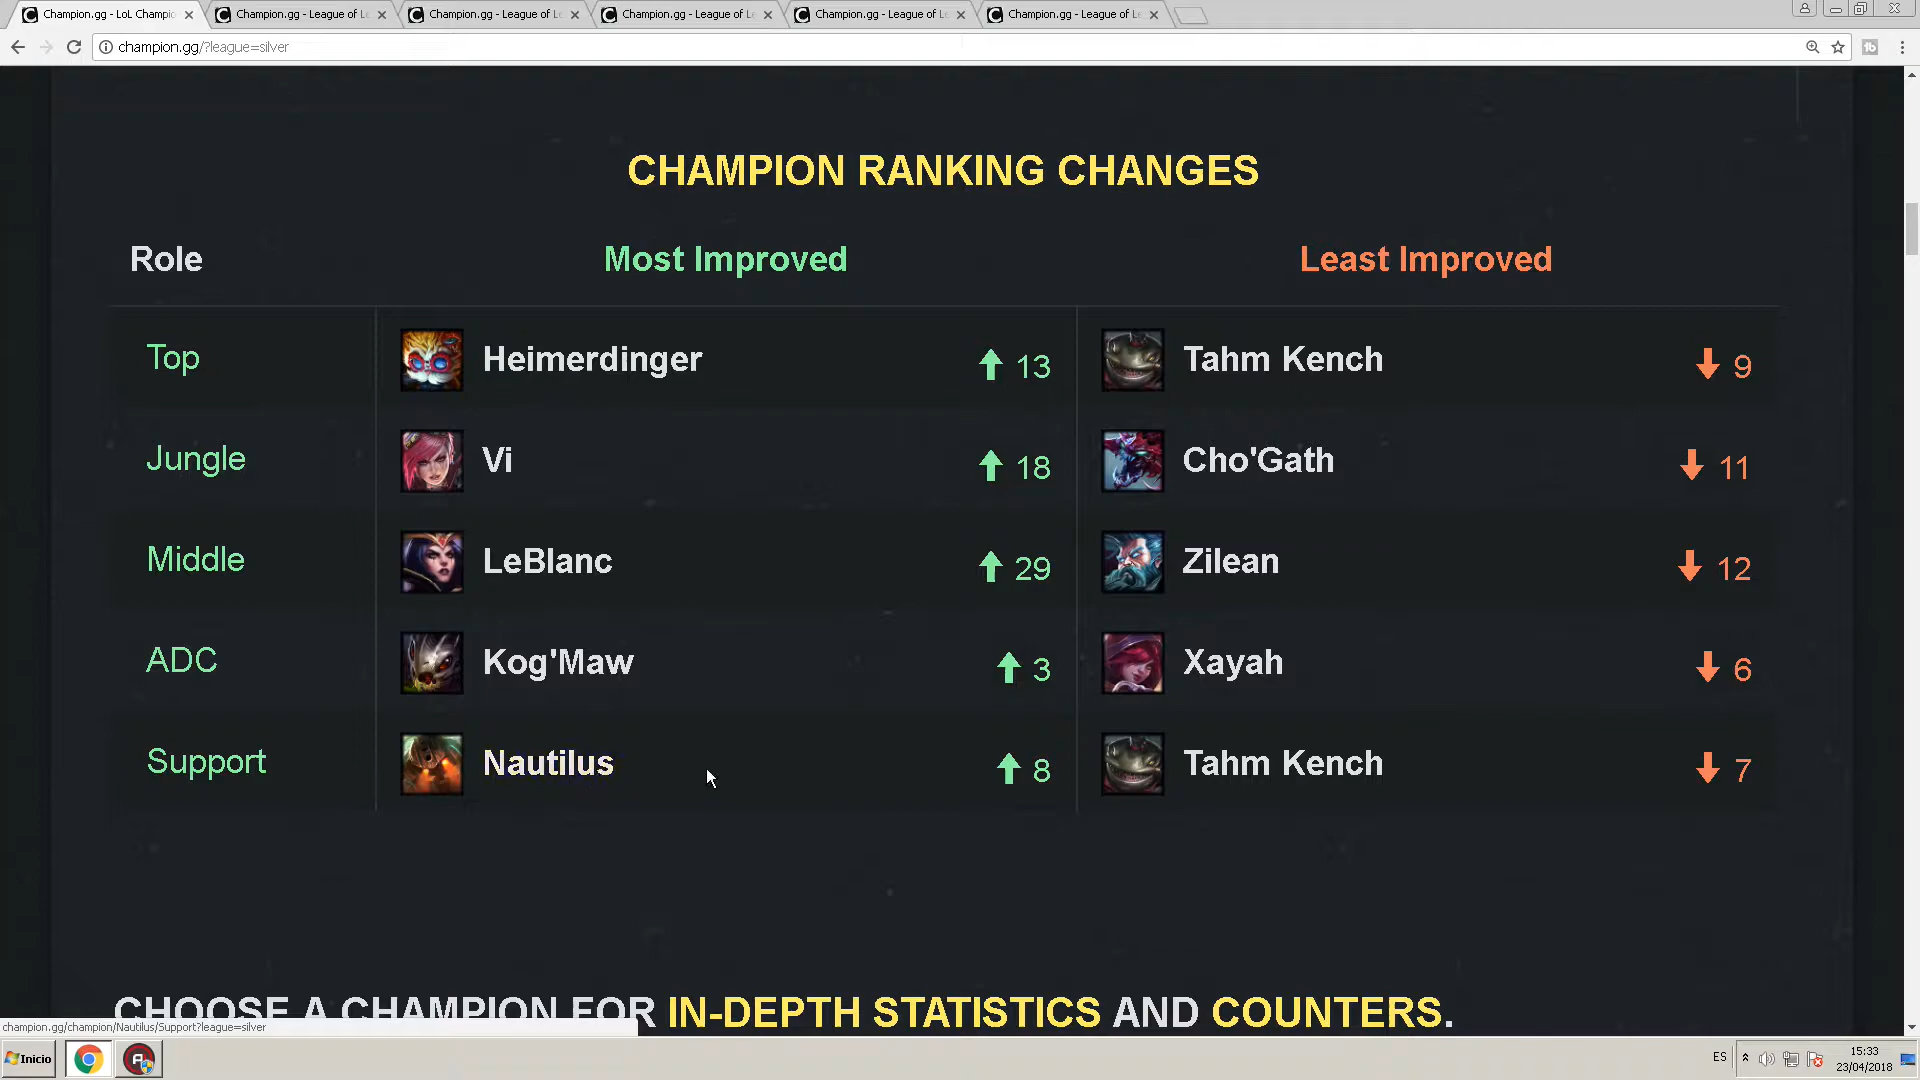 Champion.gg - LoL Champi
Champion.gg - League of L
Champion.gg - League of L
Champion.gg - League of L
Champion.gg - League of L
Champion.gg - League of L
champion.gg/?league=silver
CHAMPION RANKING CHANGES
Role Most Improved Least Improved
Top Heimerdinger 13 Tahm Kench 9
Jungle Vi 18 Cho'Gath 11
Middle LeBlanc 29 Zilean 12
ADC Kog'Maw 3 Xayah 6
Support Nautilus 8 Tahm Kench 7
CHOOSE A CHAMPION FOR IN-DEPTH STATISTICS AND COUNTERS.
champion.gg/champion/Nautilus/Support?league=silver
Inicio
ES
15:33
23/04/2018